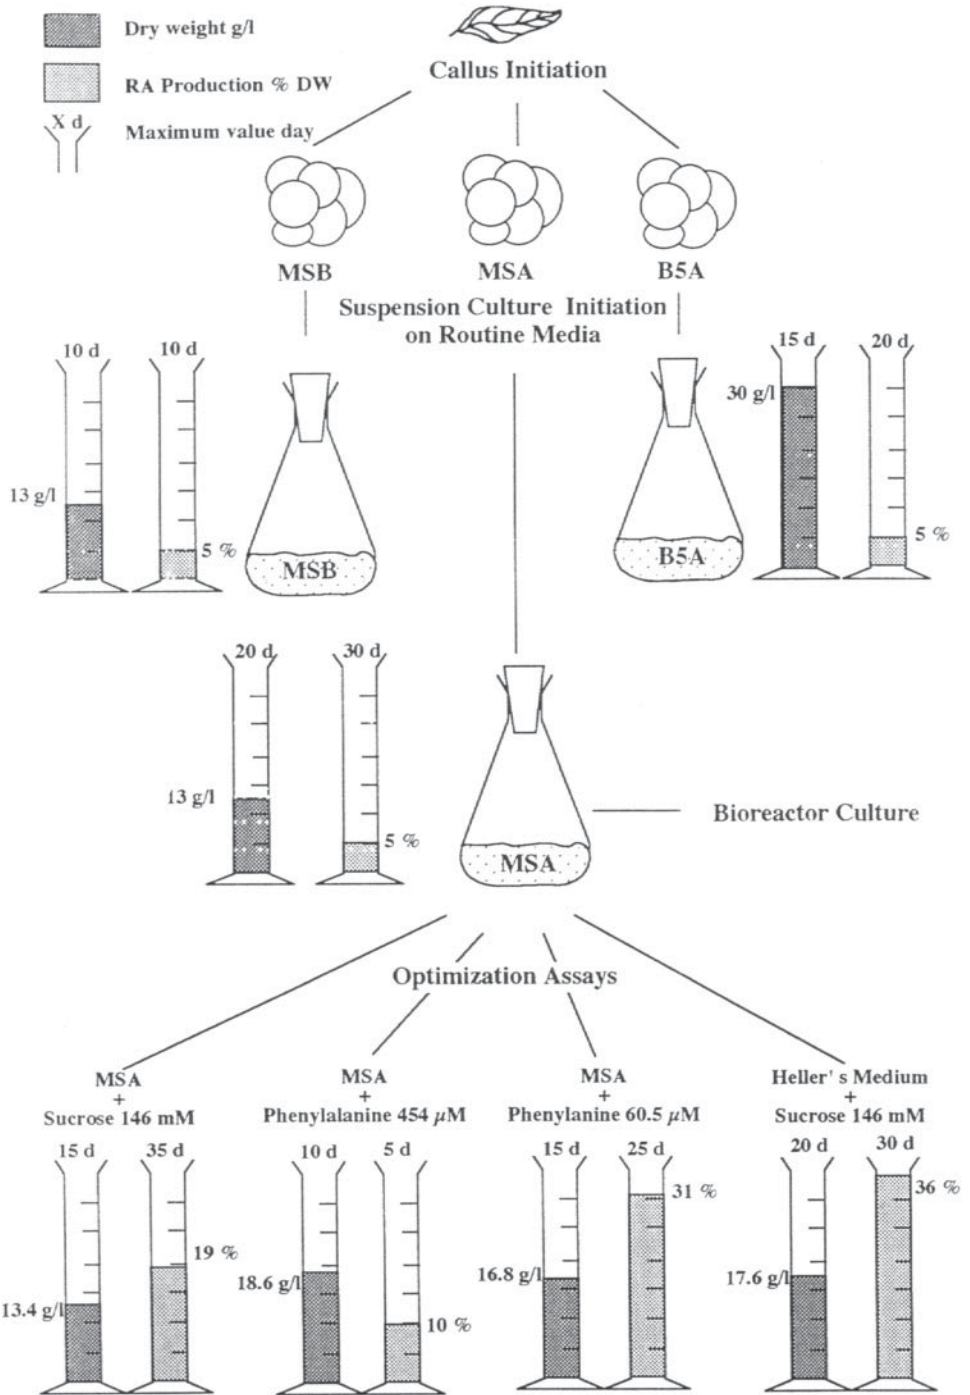 Dry weight g/l
RA Production % DW
X d
Maximum value day
Callus Initiation
MSB
MSA
B5A
Suspension Culture Initiation
on Routine Media
10 d
10 d
13 g/l
5 %
MSB
15 d
20 d
30 g/l
5 %
B5A
20 d
30 d
13 g/l
5 %
MSA
Bioreactor Culture
Optimization Assays
MSA
+
Sucrose 146 mM
15 d
35 d
13.4 g/l
19 %
MSA
+
Phenylalanine 454 μM
10 d
5 d
18.6 g/l
10 %
MSA
+
Phenylanine 60.5 μM
15 d
25 d
16.8 g/l
31 %
Heller' s Medium
+
Sucrose 146 mM
20 d
30 d
17.6 g/l
36 %